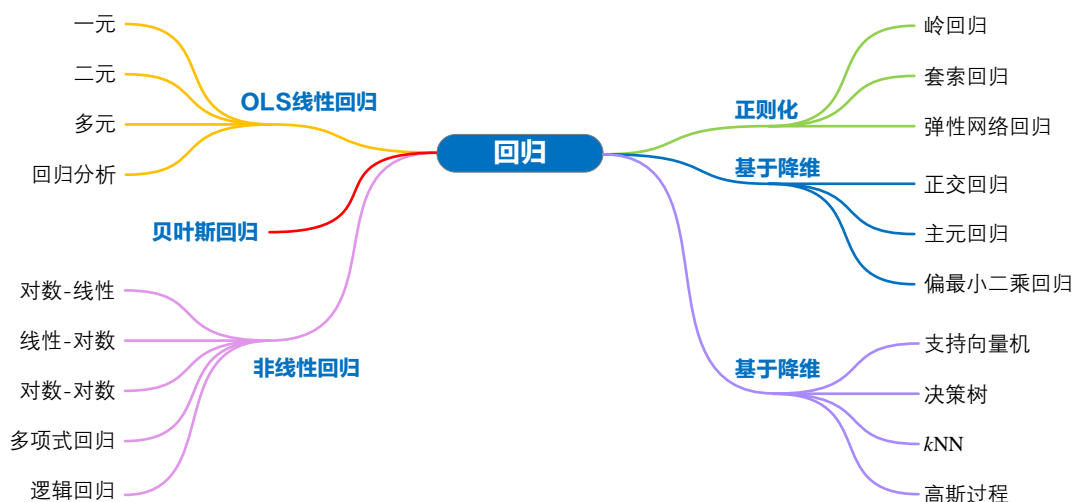 回归
OLS线性回归
一元
二元
多元
回归分析
贝叶斯回归
非线性回归
对数-线性
线性-对数
对数-对数
多项式回归
逻辑回归
正则化
岭回归
套索回归
弹性网络回归
基于降维
正交回归
主元回归
偏最小二乘回归
基于降维
支持向量机
决策树
kNN
高斯过程